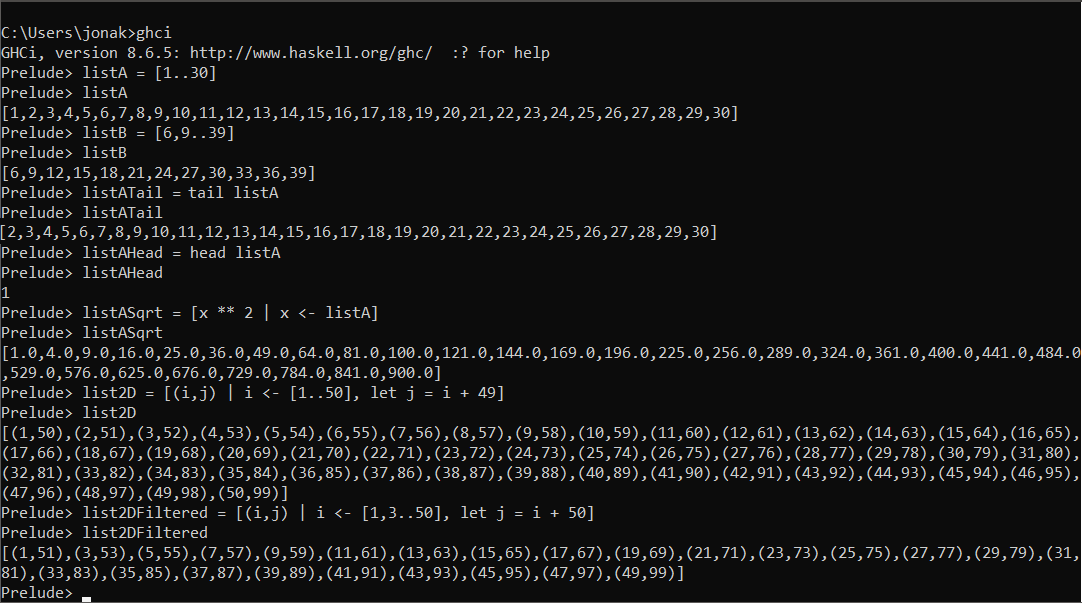 C:\Users\jonak>ghci
GHCi, version 8.6.5: http://www.haskell.org/ghc/  :? for help
Prelude> listA = [1..30]
Prelude> listA
[1,2,3,4,5,6,7,8,9,10,11,12,13,14,15,16,17,18,19,20,21,22,23,24,25,26,27,28,29,30]
Prelude> listB = [6,9..39]
Prelude> listB
[6,9,12,15,18,21,24,27,30,33,36,39]
Prelude> listATail = tail listA
Prelude> listATail
[2,3,4,5,6,7,8,9,10,11,12,13,14,15,16,17,18,19,20,21,22,23,24,25,26,27,28,29,30]
Prelude> listAHead = head listA
Prelude> listAHead
1
Prelude> listASqrt = [x ** 2 | x <- listA]
Prelude> listASqrt
[1.0,4.0,9.0,16.0,25.0,36.0,49.0,64.0,81.0,100.0,121.0,144.0,169.0,196.0,225.0,256.0,289.0,324.0,361.0,400.0,441.0,484.0
,529.0,576.0,625.0,676.0,729.0,784.0,841.0,900.0]
Prelude> list2D = [(i,j) | i <- [1..50], let j = i + 49]
Prelude> list2D
[(1,50),(2,51),(3,52),(4,53),(5,54),(6,55),(7,56),(8,57),(9,58),(10,59),(11,60),(12,61),(13,62),(14,63),(15,64),(16,65),
(17,66),(18,67),(19,68),(20,69),(21,70),(22,71),(23,72),(24,73),(25,74),(26,75),(27,76),(28,77),(29,78),(30,79),(31,80),
(32,81),(33,82),(34,83),(35,84),(36,85),(37,86),(38,87),(39,88),(40,89),(41,90),(42,91),(43,92),(44,93),(45,94),(46,95),
(47,96),(48,97),(49,98),(50,99)]
Prelude> list2DFiltered = [(i,j) | i <- [1,3..50], let j = i + 50]
Prelude> list2DFiltered
[(1,51),(3,53),(5,55),(7,57),(9,59),(11,61),(13,63),(15,65),(17,67),(19,69),(21,71),(23,73),(25,75),(27,77),(29,79),(31,
81),(33,83),(35,85),(37,87),(39,89),(41,91),(43,93),(45,95),(47,97),(49,99)]
Prelude>